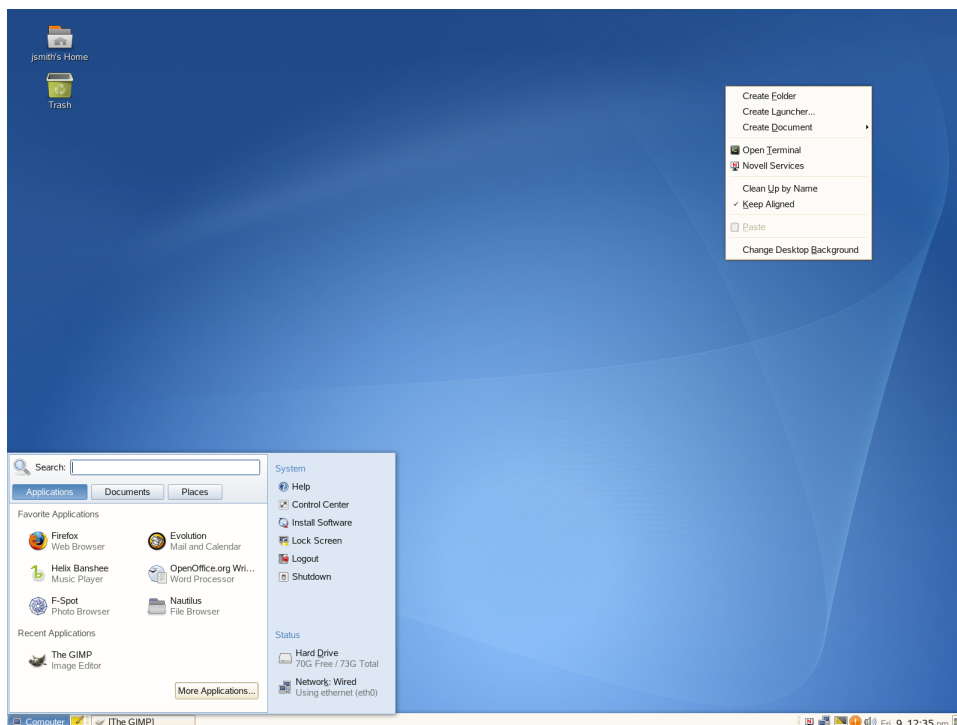 jsmith's Home
Trash
Create Folder
Create Launcher...
Create Document
Open Terminal
Novell Services
Clean Up by Name
Keep Aligned
Paste
Change Desktop Background
Search:
Applications
Documents
Places
Favorite Applications
Firefox
Web Browser
Evolution
Mail and Calendar
Helix Banshee
Music Player
OpenOffice.org Wri...
Word Processor
F-Spot
Photo Browser
Nautilus
File Browser
Recent Applications
The GIMP
Image Editor
More Applications...
System
Help
Control Center
Install Software
Lock Screen
Logout
Shutdown
Status
Hard Drive
70G Free / 73G Total
Network: Wired
Using ethernet (eth0)
Computer
[The GIMP]
Fri 9, 12:35 pm